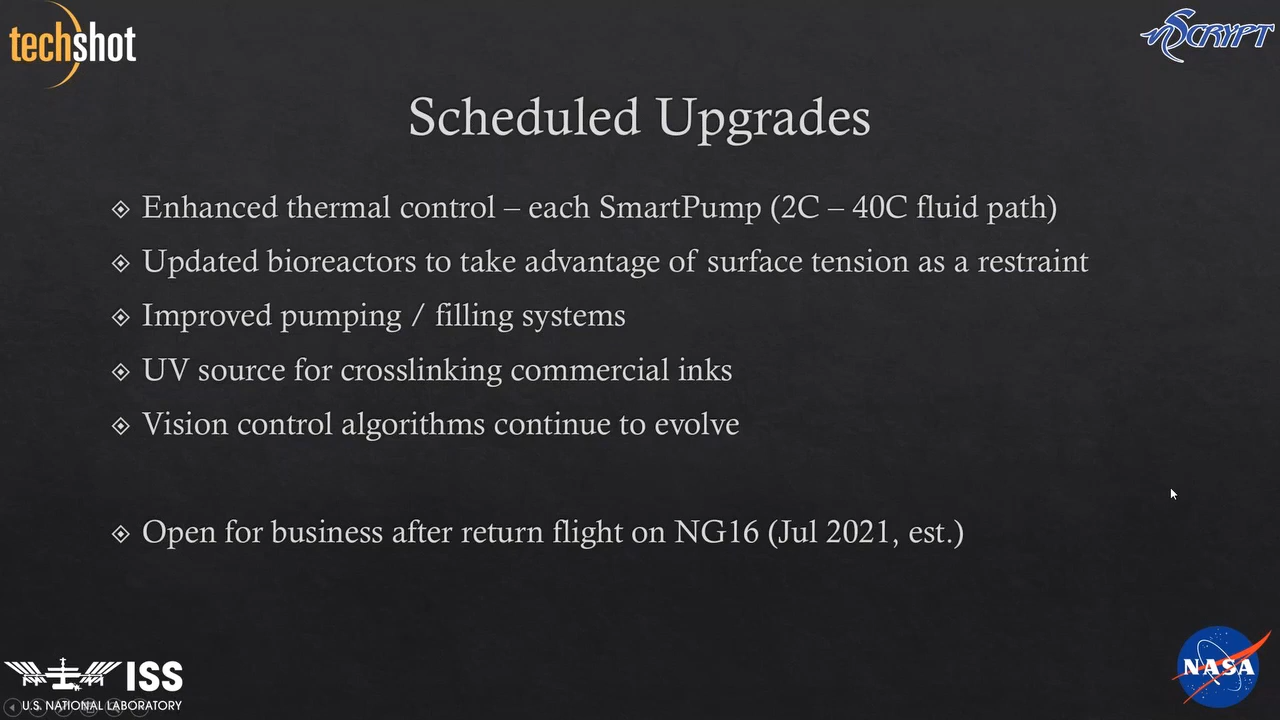 techshot
nScrypt
Scheduled Upgrades
Enhanced thermal control – each SmartPump (2C – 40C fluid path)
Updated bioreactors to take advantage of surface tension as a restraint
Improved pumping / filling systems
UV source for crosslinking commercial inks
Vision control algorithms continue to evolve
Open for business after return flight on NG16 (Jul 2021, est.)
ISS
U.S. NATIONAL LABORATORY
NASA